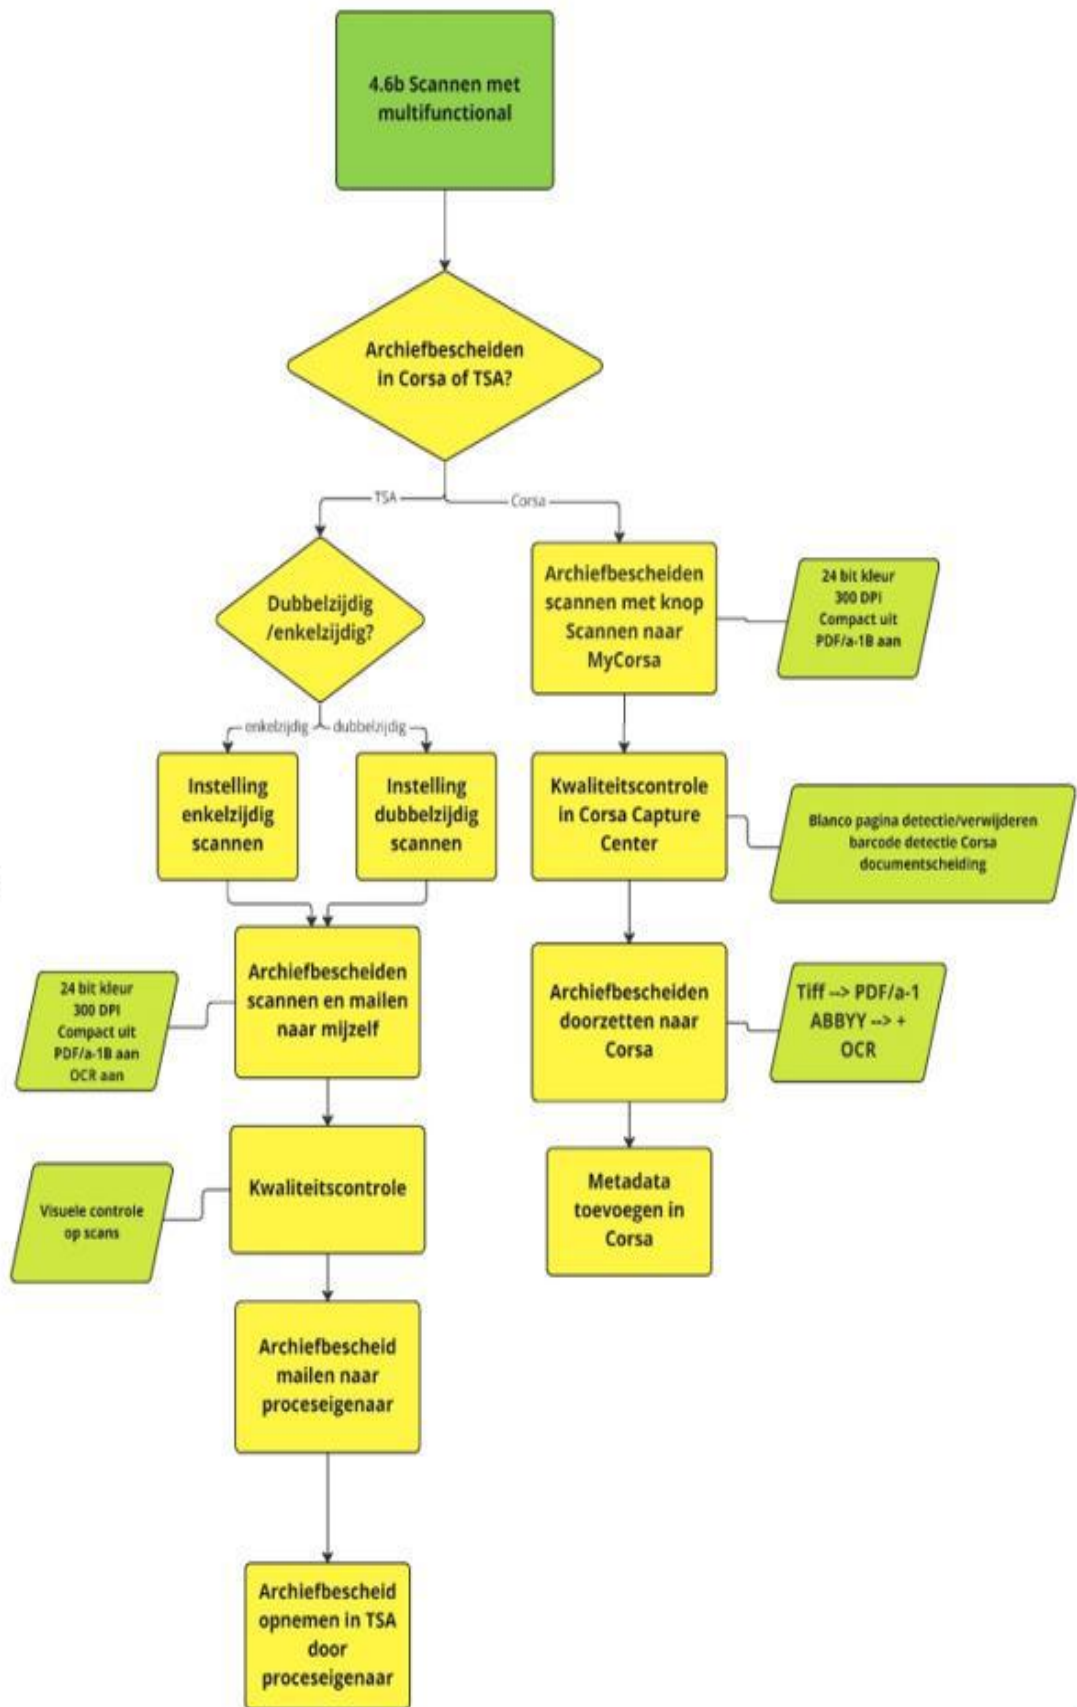 4.6b Scannen met
multifunctional
Archiefbescheiden
in Corsa of TSA?
TSA
Corsa
Dubbelzijdig
/enkelzijdig?
Archiefbescheiden
scannen met knop
Scannen naar
MyCorsa
24 bit kleur
300 DPI
Compact uit
PDF/a-1B aan
enkelzijdig
dubbelzijdig
Instelling
enkelzijdig
scannen
Instelling
dubbelzijdig
scannen
Kwaliteitscontrole
in Corsa Capture
Center
Blanco pagina detectie/verwijderen
barcode detectie Corsa
documentscheiding
Archiefbescheiden
scannen en mailen
naar mijzelf
24 bit kleur
300 DPI
Compact uit
PDF/a-1B aan
OCR aan
Archiefbescheiden
doorzetten naar
Corsa
Tiff --> PDF/a-1
ABBYY --> +
OCR
Kwaliteitscontrole
Visuele controle
op scans
Metadata
toevoegen in
Corsa
Archiefbescheid
mailen naar
proceseigenaar
Archiefbescheid
opnemen in TSA
door
proceseigenaar